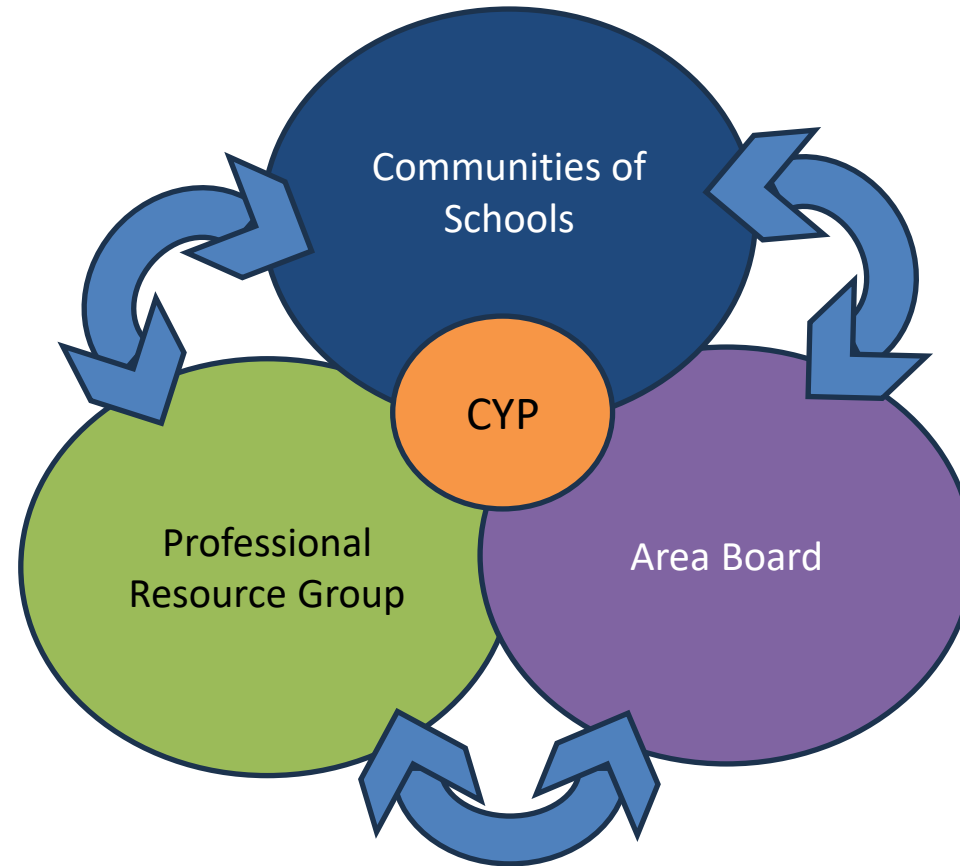 Communities of
Schools
CYP
Professional
Resource Group
Area Board